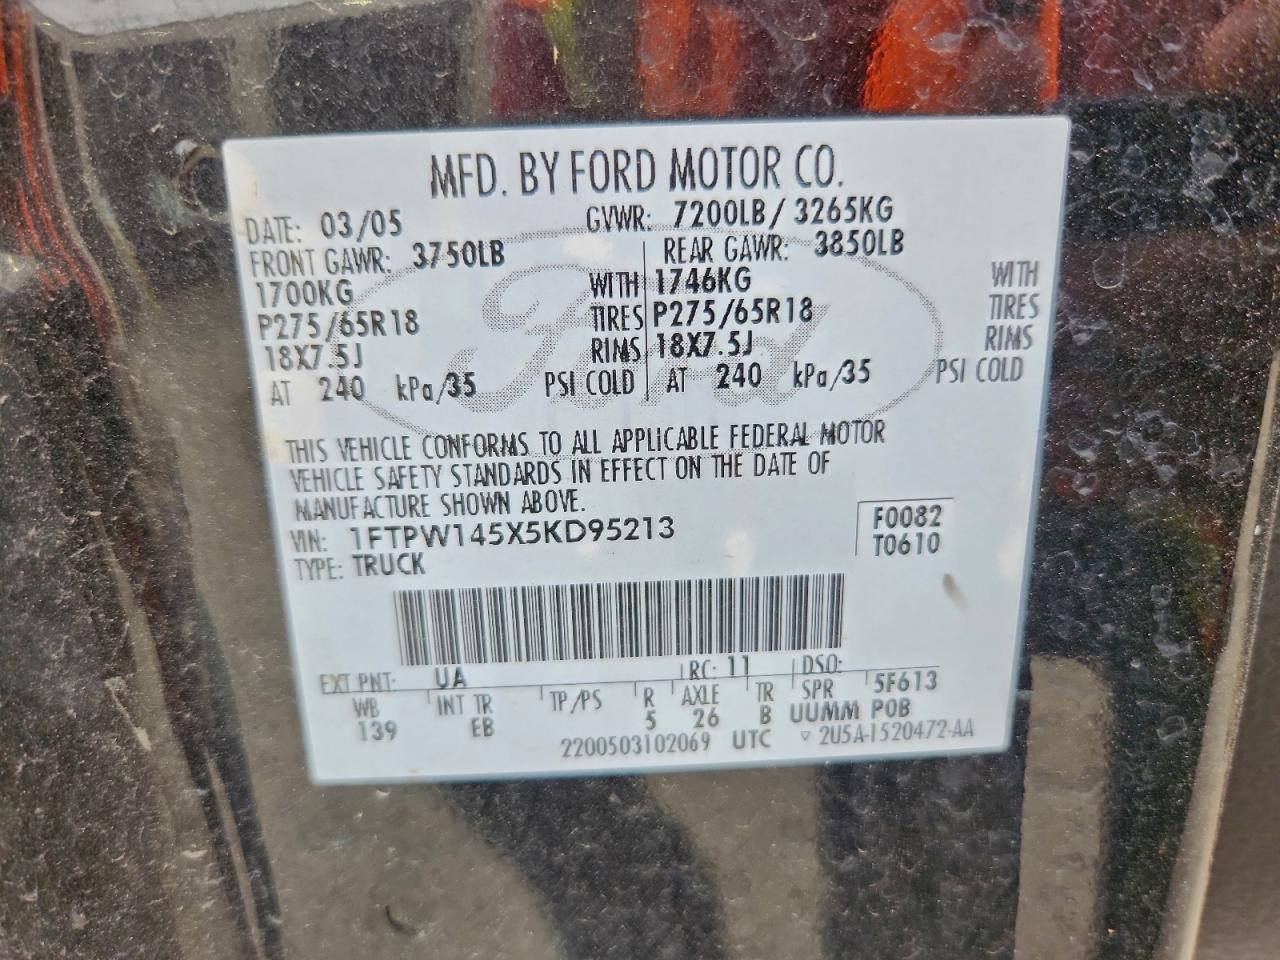 MFD. BY FORD MOTOR CO.
DATE: 03/05 GVWR: 7200LB/ 3265KG
FRONT GAWR: 3750LB REAR GAWR: 3850LB
1700KG WITH 1746KG WITH
P275/65R18 TIRES P275/65R18 TIRES
18X7.5J RIMS 18X7.5J RIMS
AT 240 kPa/35 PSI COLD AT 240 kPa/35 PSI COLD
Ford
THIS VEHICLE CONFORMS TO ALL APPLICABLE FEDERAL MOTOR
VEHICLE SAFETY STANDARDS IN EFFECT ON THE DATE OF
MANUFACTURE SHOWN ABOVE.
VIN: 1FTPW145X5KD95213 F0082
TYPE: TRUCK T0610
EXT PNT: UA RC: 11 DSO:
WB INT TR TP/PS R AXLE TR SPR 5F613
139 EB 5 26 B UUMM POB
2200503102069 UTC ▽ 2U5A-1520472-AA